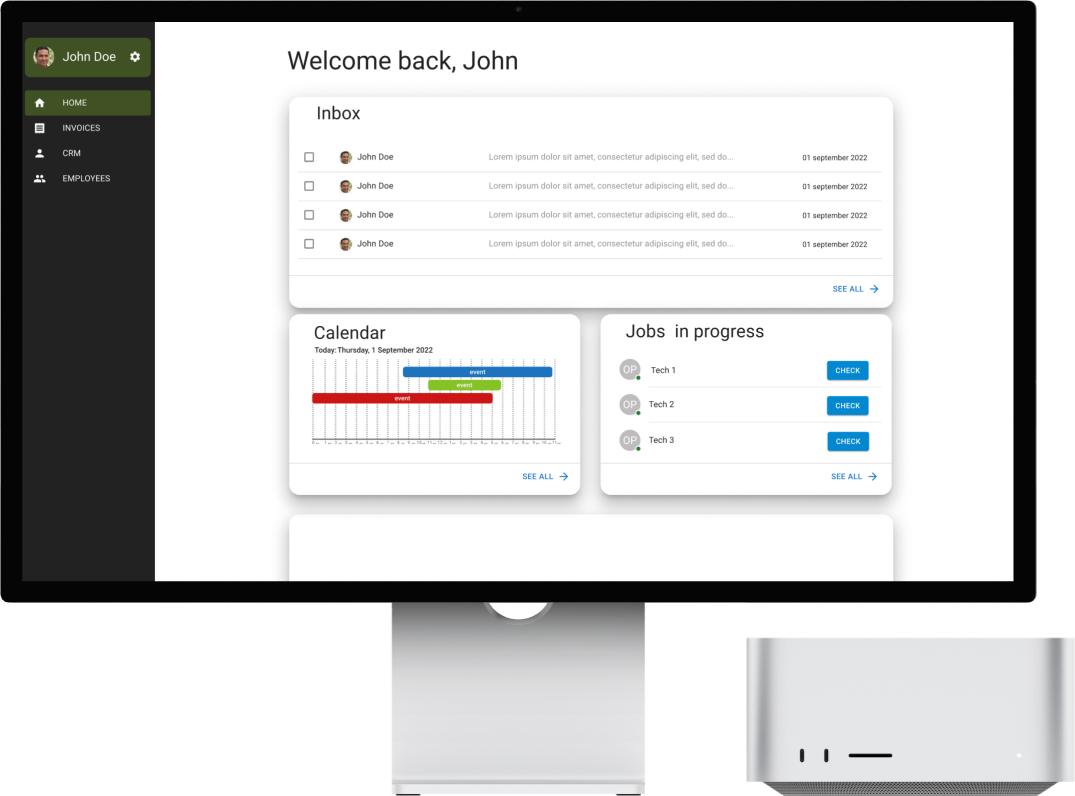 John Doe
HOME
INVOICES
CRM
EMPLOYEES
Welcome back, John
Inbox
John Doe Lorem ipsum dolor sit amet, consectetur adipiscing elit, sed do... 01 september 2022
John Doe Lorem ipsum dolor sit amet, consectetur adipiscing elit, sed do... 01 september 2022
John Doe Lorem ipsum dolor sit amet, consectetur adipiscing elit, sed do... 01 september 2022
John Doe Lorem ipsum dolor sit amet, consectetur adipiscing elit, sed do... 01 september 2022
SEE ALL
Calendar
Today: Thursday, 1 September 2022
event
event
event
SEE ALL
Jobs in progress
OP Tech 1 CHECK
OP Tech 2 CHECK
OP Tech 3 CHECK
SEE ALL